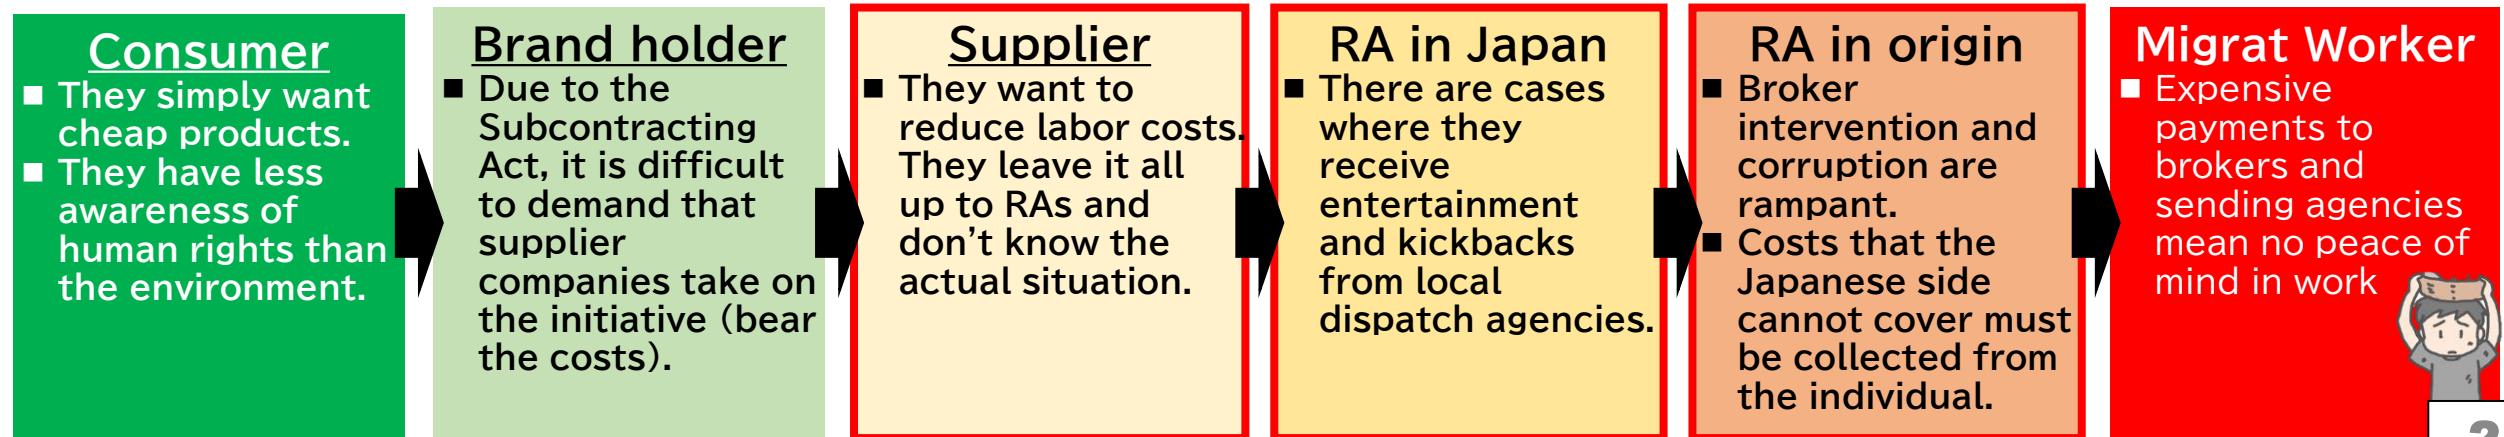 Consumer
■ They simply want
cheap products.
■ They have less
awareness of
human rights than
the environment.
Brand holder
■ Due to the
Subcontracting
Act, it is difficult
to demand that
supplier
companies take on
the initiative (bear
the costs).
Supplier
■ They want to
reduce labor costs.
They leave it all
up to RAs and
don’t know the
actual situation.
RA in Japan
■ There are cases
where they
receive
entertainment
and kickbacks
from local
dispatch agencies.
RA in origin
■ Broker
intervention and
corruption are
rampant.
■ Costs that the
Japanese side
cannot cover must
be collected from
the individual.
Migrat Worker
■ Expensive
payments to
brokers and
sending agencies
mean no peace of
mind in work